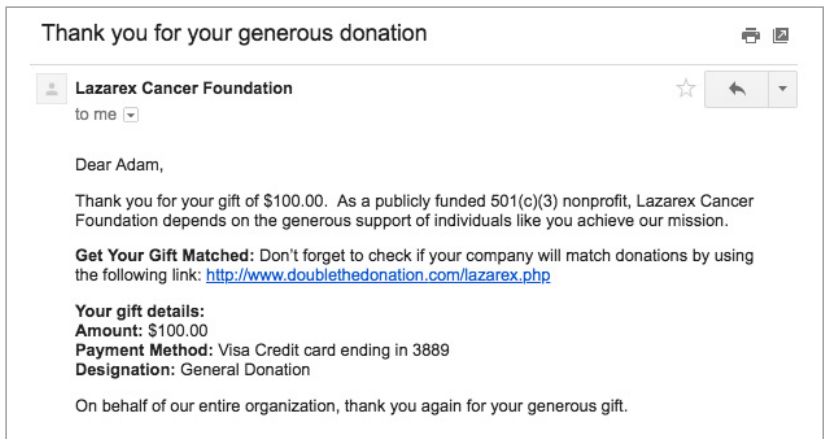 Thank you for your generous donation
Lazarex Cancer Foundation
to me
Dear Adam,
Thank you for your gift of $100.00.  As a publicly funded 501(c)(3) nonprofit, Lazarex Cancer
Foundation depends on the generous support of individuals like you achieve our mission.
Get Your Gift Matched: Don’t forget to check if your company will match donations by using
the following link: http://www.doublethedonation.com/lazarex.php
Your gift details:
Amount: $100.00
Payment Method: Visa Credit card ending in 3889
Designation: General Donation
On behalf of our entire organization, thank you again for your generous gift.